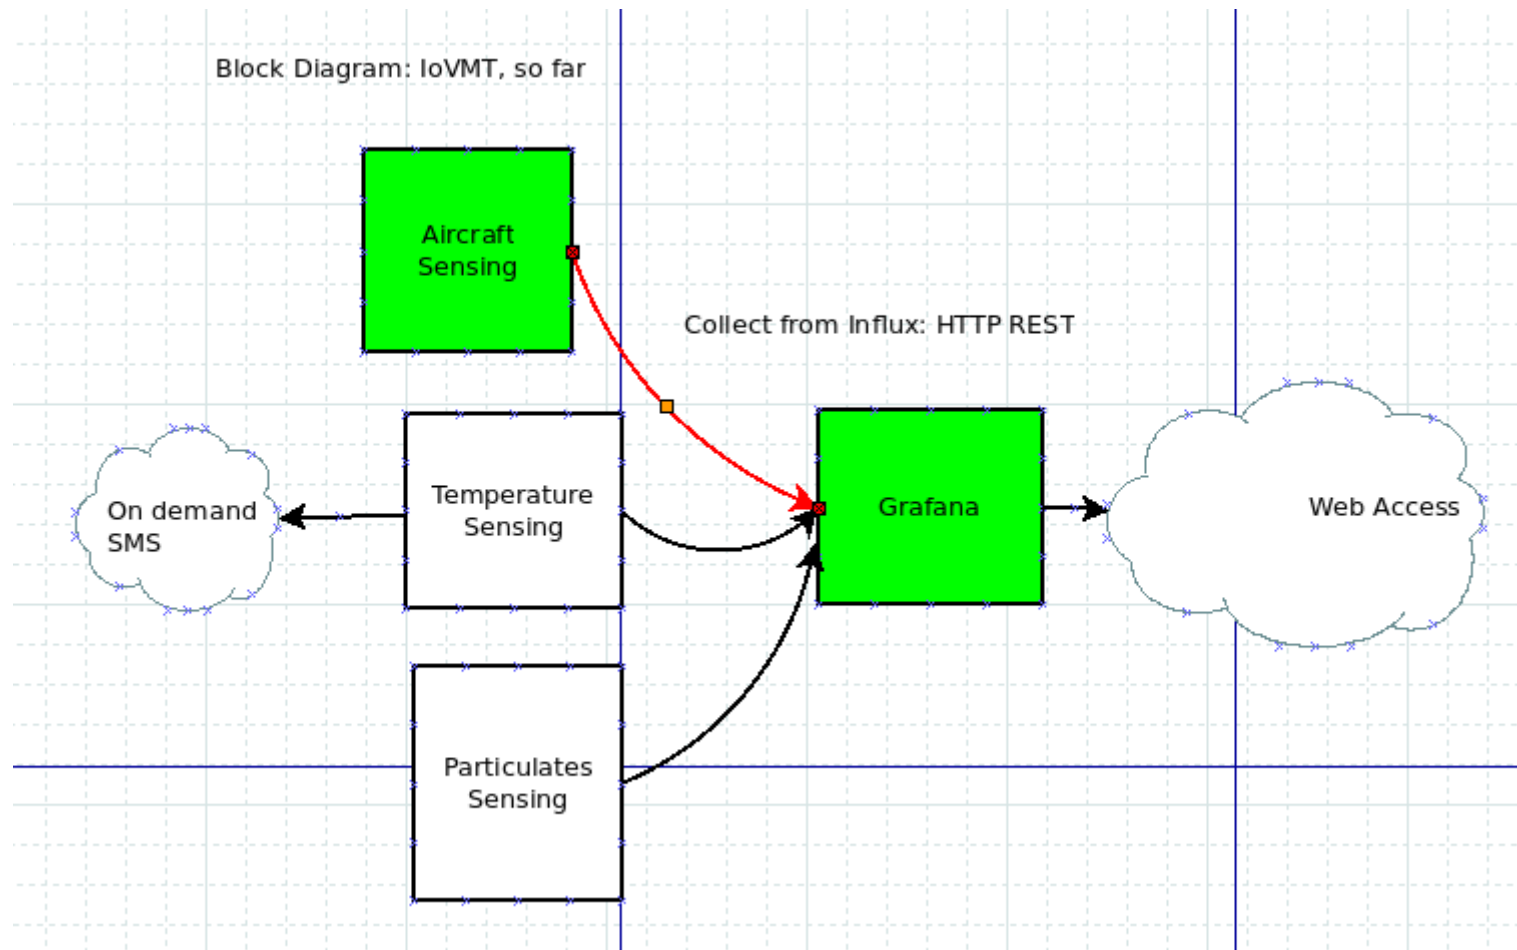 Block Diagram: IoVMT, so far
Aircraft
Sensing
Collect from Influx: HTTP REST
On demand
SMS
Temperature
Sensing
Grafana
Web Access
Particulates
Sensing